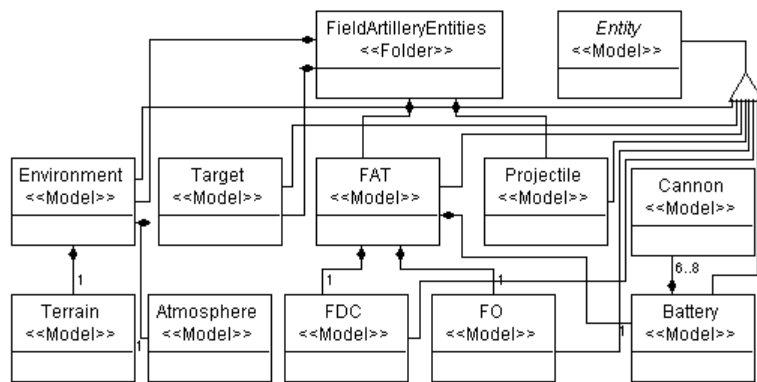 FieldArtilleryEntities
<<Folder>>
Entity
<<Model>>
Environment
<<Model>>
Target
<<Model>>
FAT
<<Model>>
Projectile
<<Model>>
Cannon
<<Model>>
6..8
1
1
1
1
1
Terrain
<<Model>>
Atmosphere
<<Model>>
FDC
<<Model>>
FO
<<Model>>
Battery
<<Model>>